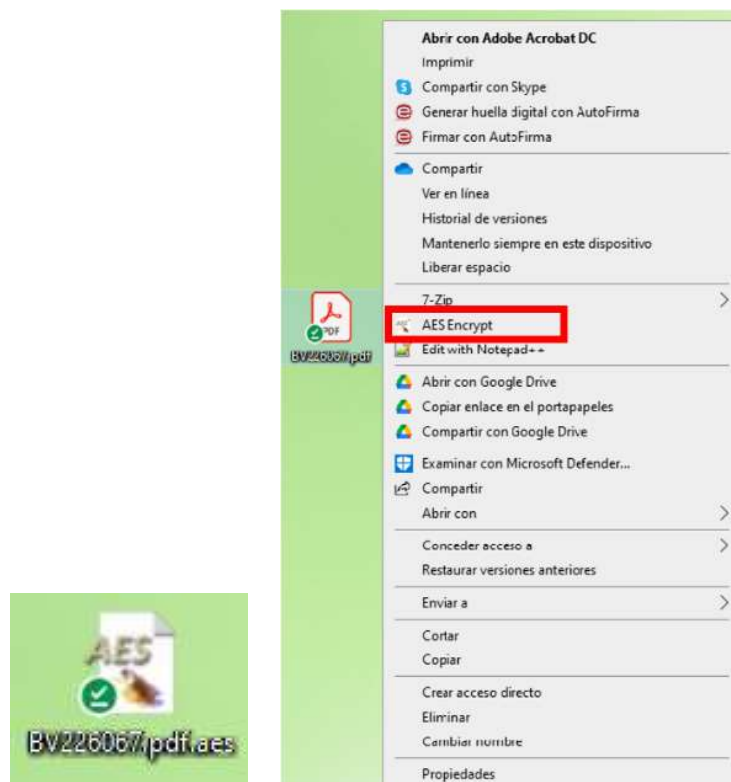 Abrir con Adobe Acrobat DC
Imprimir
Compartir con Skype
Generar huella digital con AutoFirma
Firmar con AutoFirma
Compartir
Ver en línea
Historial de versiones
Mantenerlo siempre en este dispositivo
Liberar espacio
7-Zip
AES Encrypt
Edit with Notepad++
PDF
BV226067.pdf
Abrir con Google Drive
Copiar enlace en el portapapeles
Compartir con Google Drive
Examinar con Microsoft Defender...
Compartir
Abrir con
Conceder acceso a
Restaurar versiones anteriores
Enviar a
Cortar
Copiar
Crear acceso directo
Eliminar
Cambiar nombre
Propiedades
AES
BV226067.pdf.aes